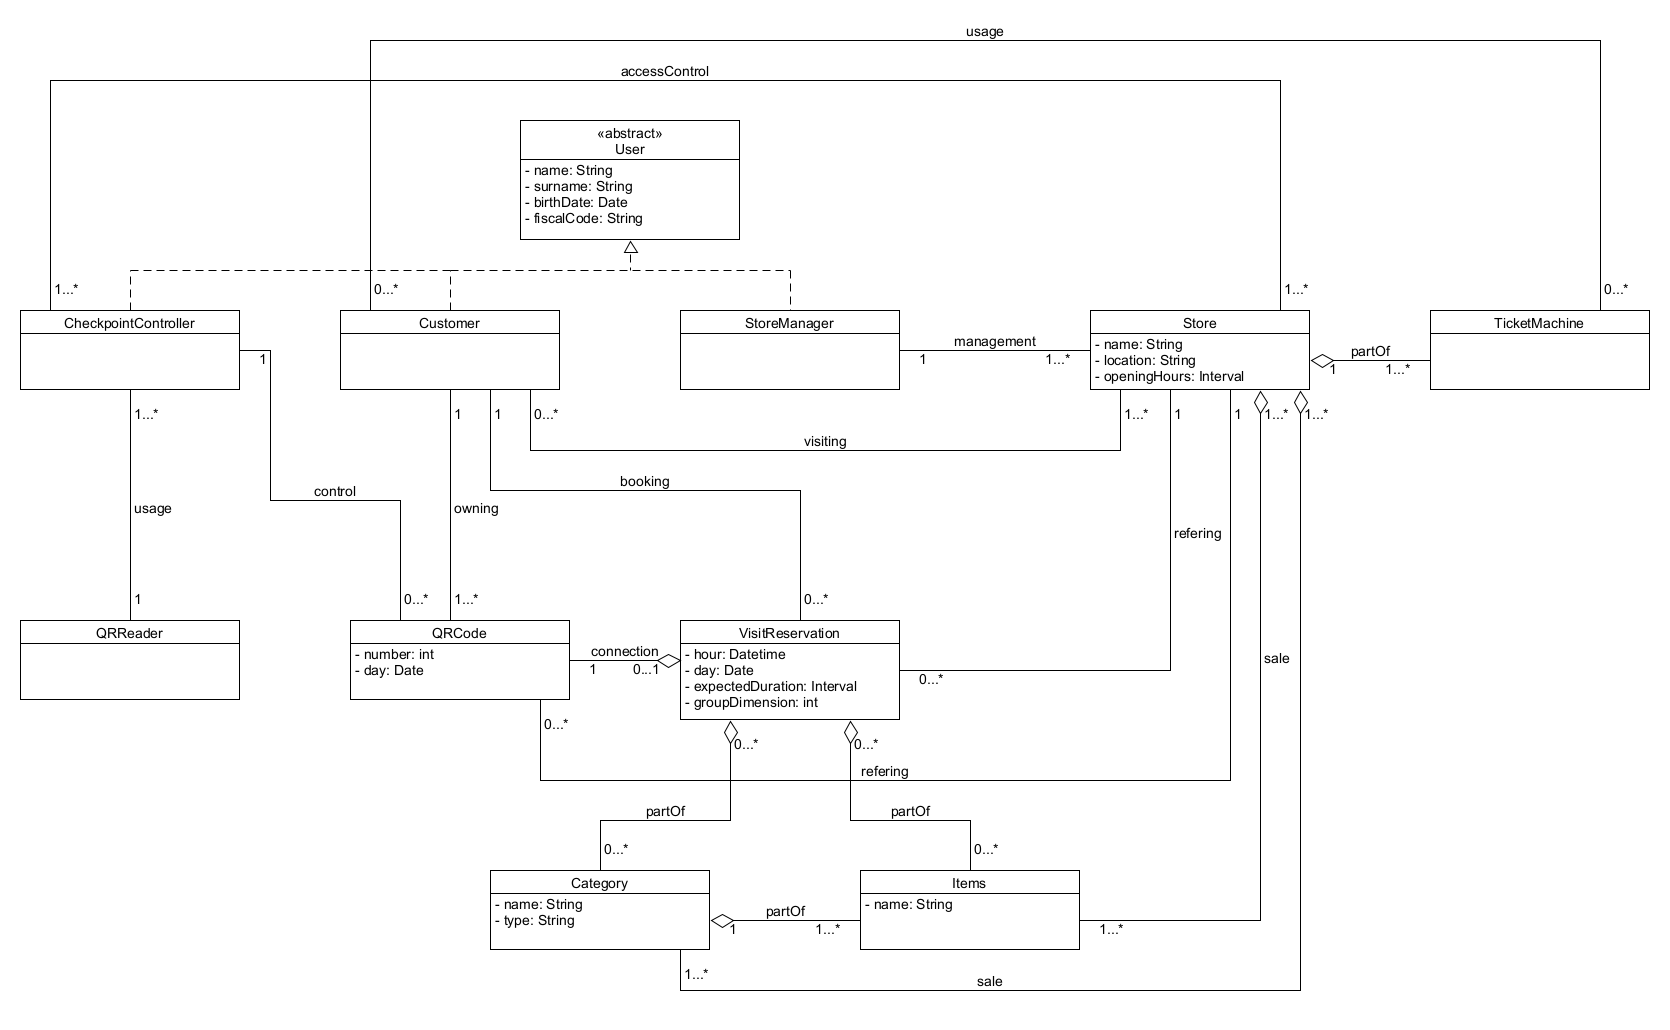 usage
accessControl
«abstract»
User
- name: String
- surname: String
- birthDate: Date
- fiscalCode: String
1...*
0...*
1...*
0...*
CheckpointController
Customer
StoreManager
Store
TicketMachine
- name: String
- location: String
- openingHours: Interval
management
partOf
1
1
1...*
1
1...*
1...*
1
1
0...*
1...*
1
1
1...*
1...*
visiting
booking
control
usage
owning
refering
1
0...*
1...*
0...*
QRReader
QRCode
VisitReservation
- number: int
- day: Date
- hour: Datetime
- day: Date
- expectedDuration: Interval
- groupDimension: int
connection
1
0...1
sale
0...*
0...*
0...*
0...*
refering
partOf
partOf
0...*
0...*
Category
Items
- name: String
- type: String
- name: String
partOf
1
1...*
1...*
1...*
sale